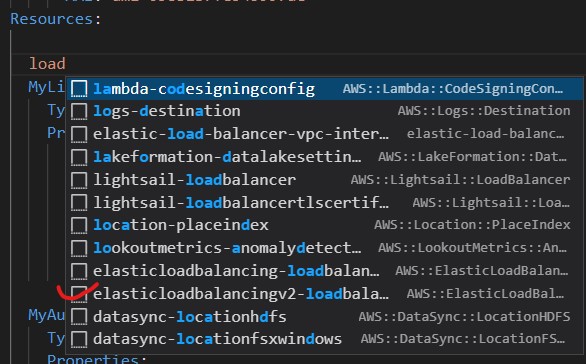 Resources:
load
lambda-codesigningconfig AWS::Lambda::CodeSigningCon…
MyLi
logs-destination AWS::Logs::Destination
Ty
elastic-load-balancer-vpc-inter… elastic-load-balanc…
Pr
lakeformation-datalakesettin… AWS::LakeFormation::Dat…
lightsail-loadbalancer AWS::Lightsail::LoadBalancer
lightsail-loadbalancertlscertif… AWS::Lightsail::Loa…
location-placeindex AWS::Location::PlaceIndex
lookoutmetrics-anomalydetect… AWS::LookoutMetrics::An…
elasticloadbalancing-loadbalan… AWS::ElasticLoadBalan…
elasticloadbalancingv2-loadbala… AWS::ElasticLoadBal…
MyAu
datasync-locationhdfs AWS::DataSync::LocationHDFS
Ty
datasync-locationfsxwindows AWS::DataSync::LocationFS…
Properties: